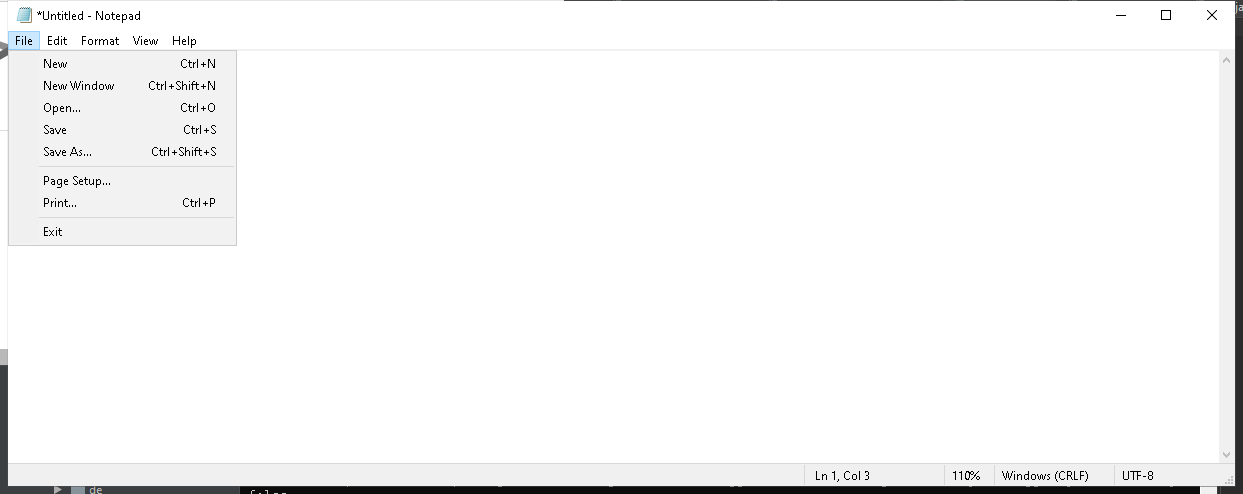 *Untitled - Notepad
File Edit Format View Help
New Ctrl+N
New Window Ctrl+Shift+N
Open... Ctrl+O
Save Ctrl+S
Save As... Ctrl+Shift+S
Page Setup...
Print... Ctrl+P
Exit
Ln 1, Col 3 110% Windows (CRLF) UTF-8
de